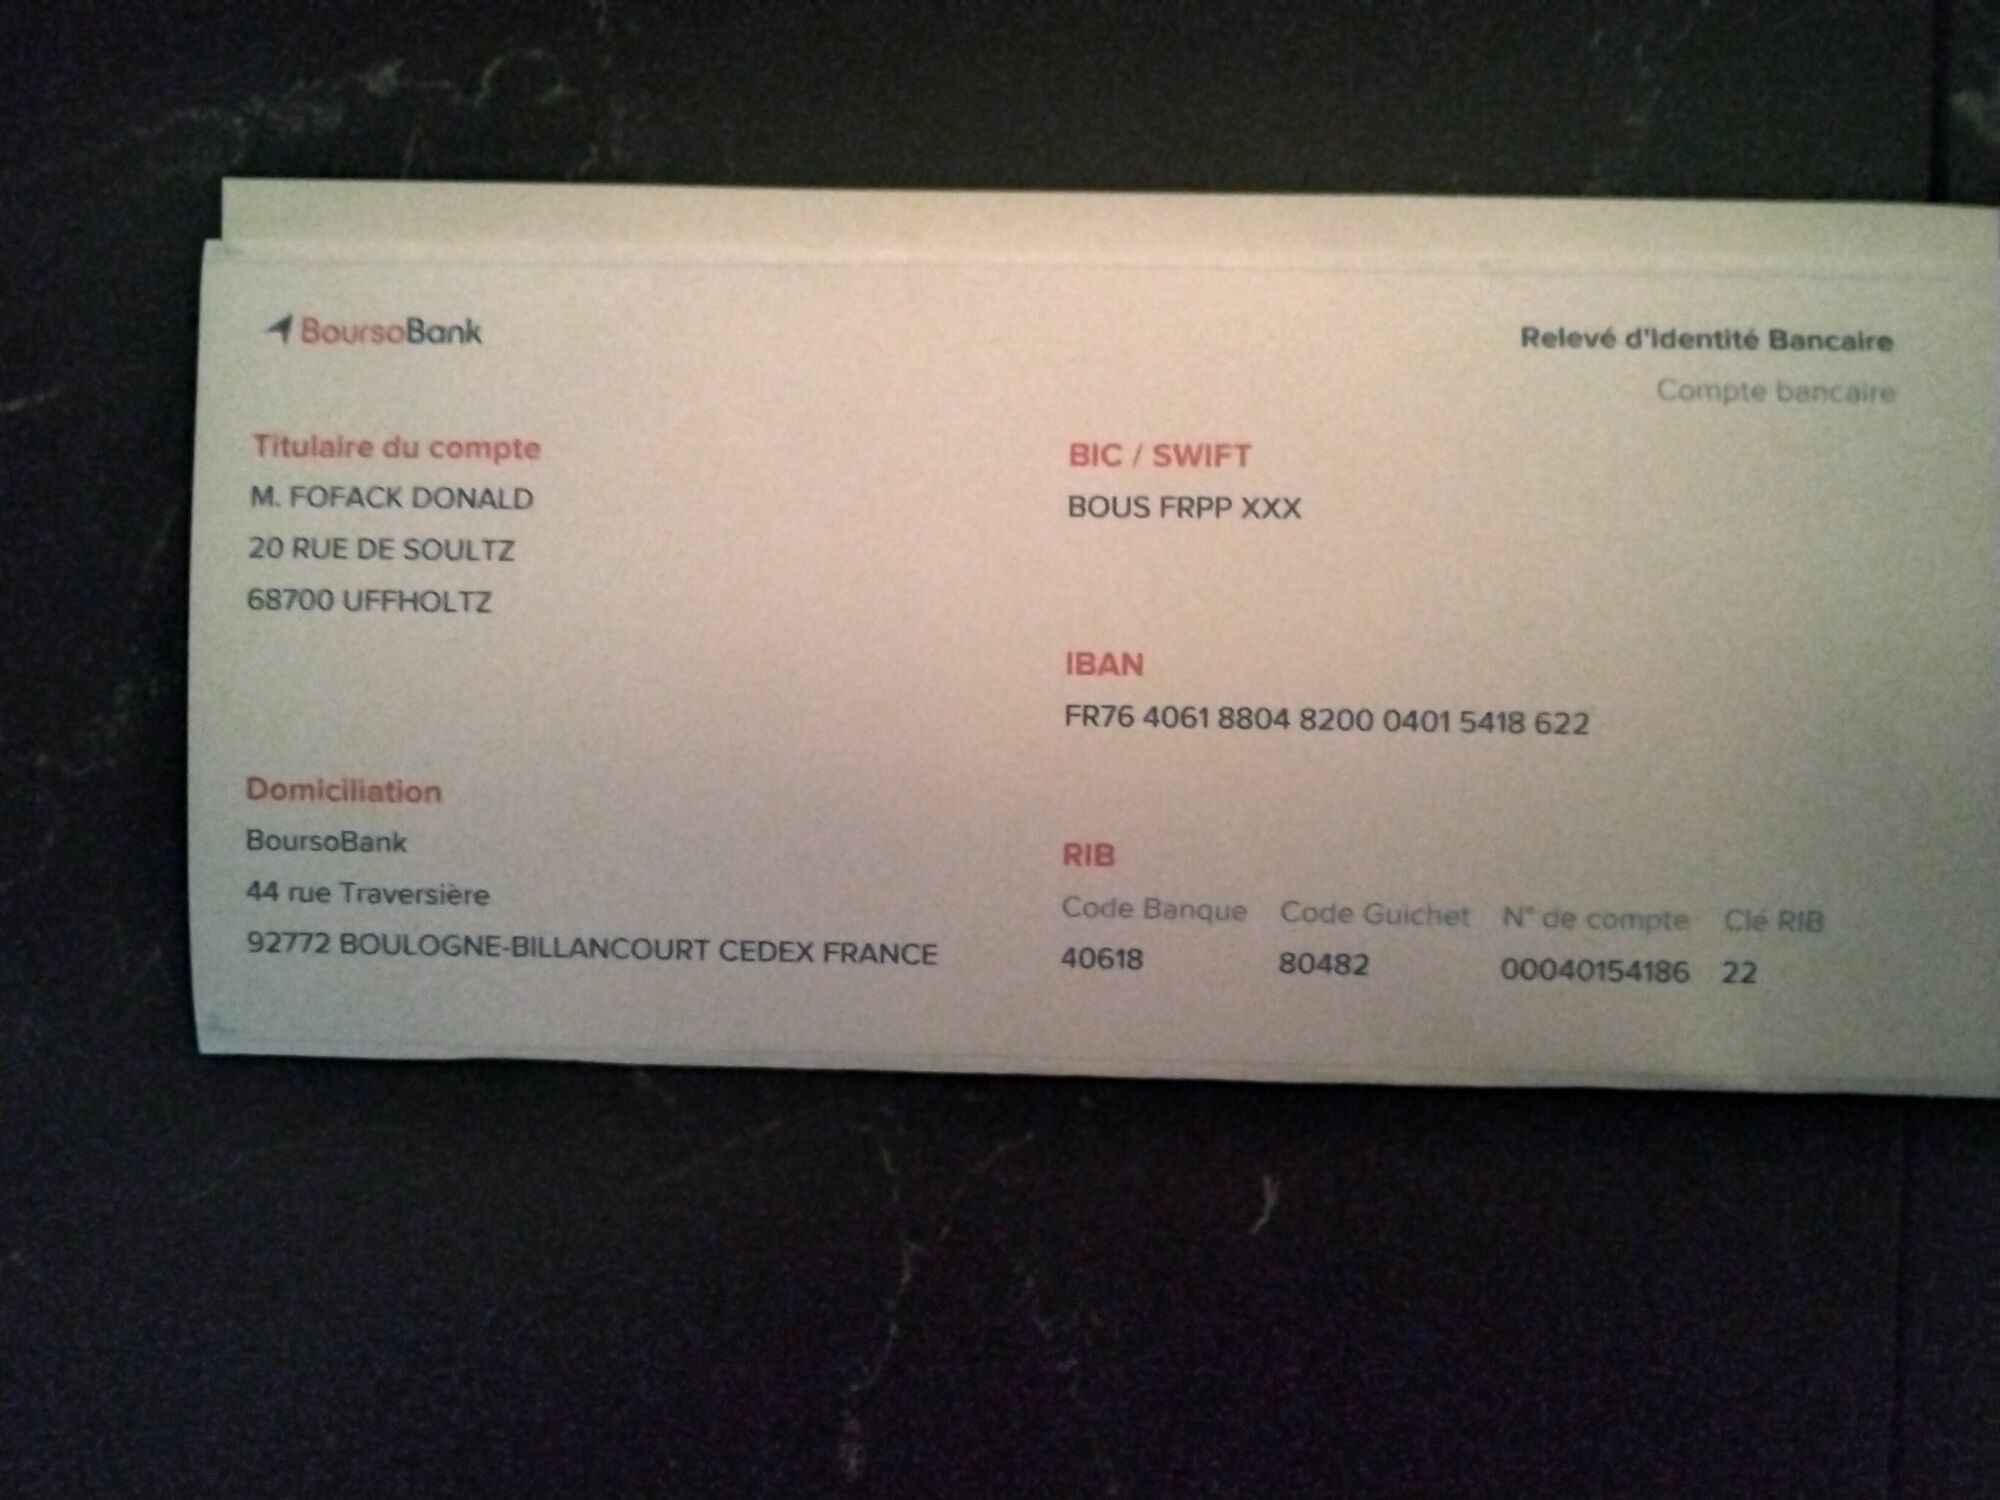 BoursoBank
Relevé d'Identité Bancaire
Compte bancaire
Titulaire du compte
M. FOFACK DONALD
20 RUE DE SOULTZ
68700 UFFHOLTZ
BIC / SWIFT
BOUS FRPP XXX
IBAN
FR76 4061 8804 8200 0401 5418 622
Domiciliation
BoursoBank
44 rue Traversière
92772 BOULOGNE-BILLANCOURT CEDEX FRANCE
RIB
Code Banque Code Guichet N° de compte Clé RIB
40618 80482 00040154186 22